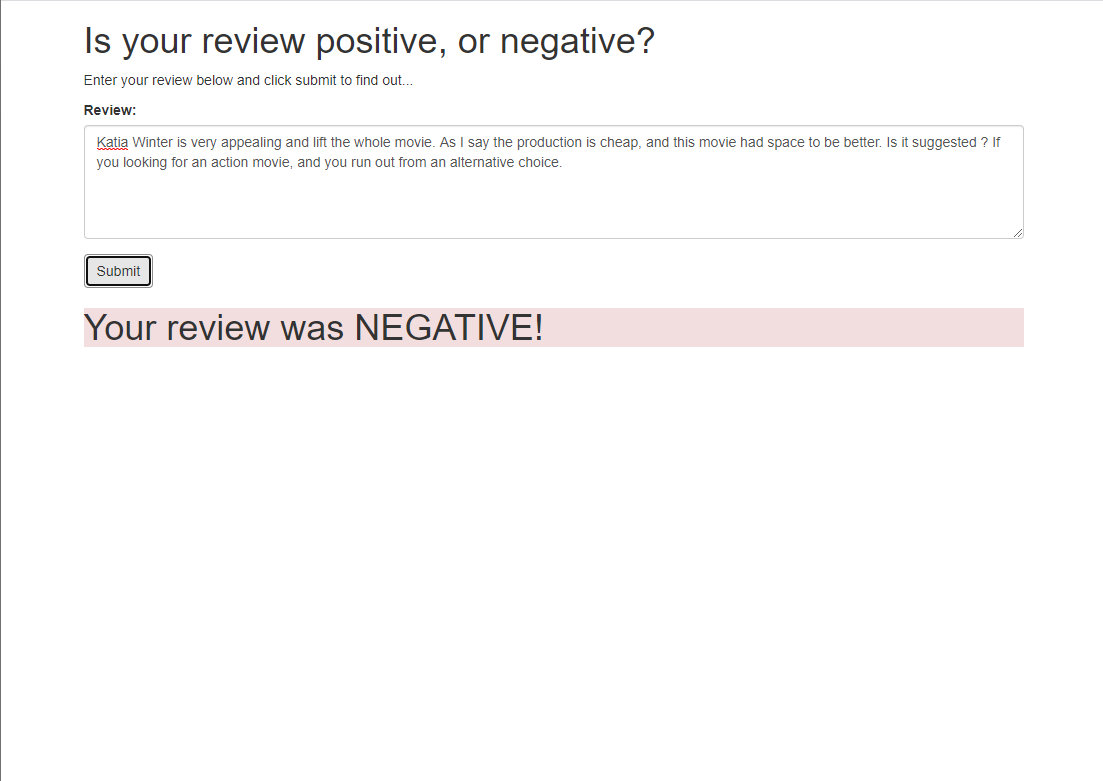 Is your review positive, or negative?
Enter your review below and click submit to find out...
Review:
Katia Winter is very appealing and lift the whole movie. As I say the production is cheap, and this movie had space to be better. Is it suggested ? If
you looking for an action movie, and you run out from an alternative choice.
Submit
Your review was NEGATIVE!